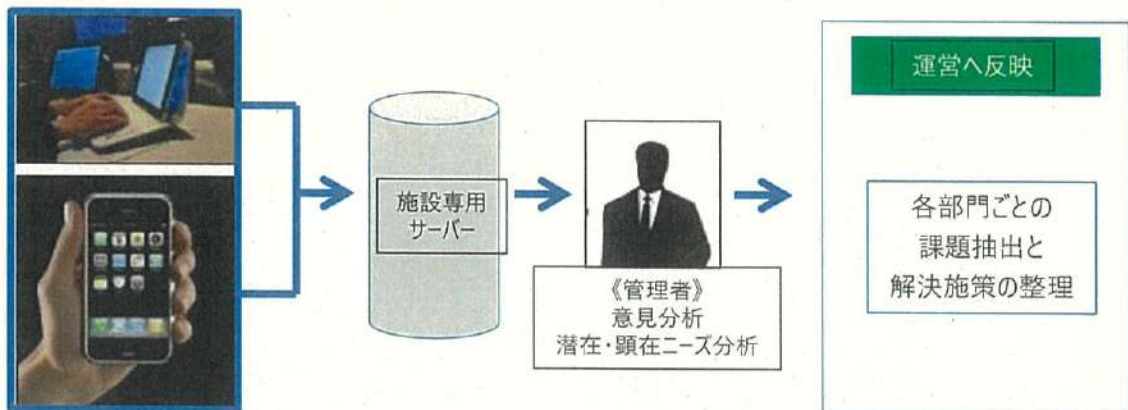 施設専用
サーバー
《管理者》
意見分析
潜在・顕在ニーズ分析
運営へ反映
各部門ごとの
課題抽出と
解決施策の整理